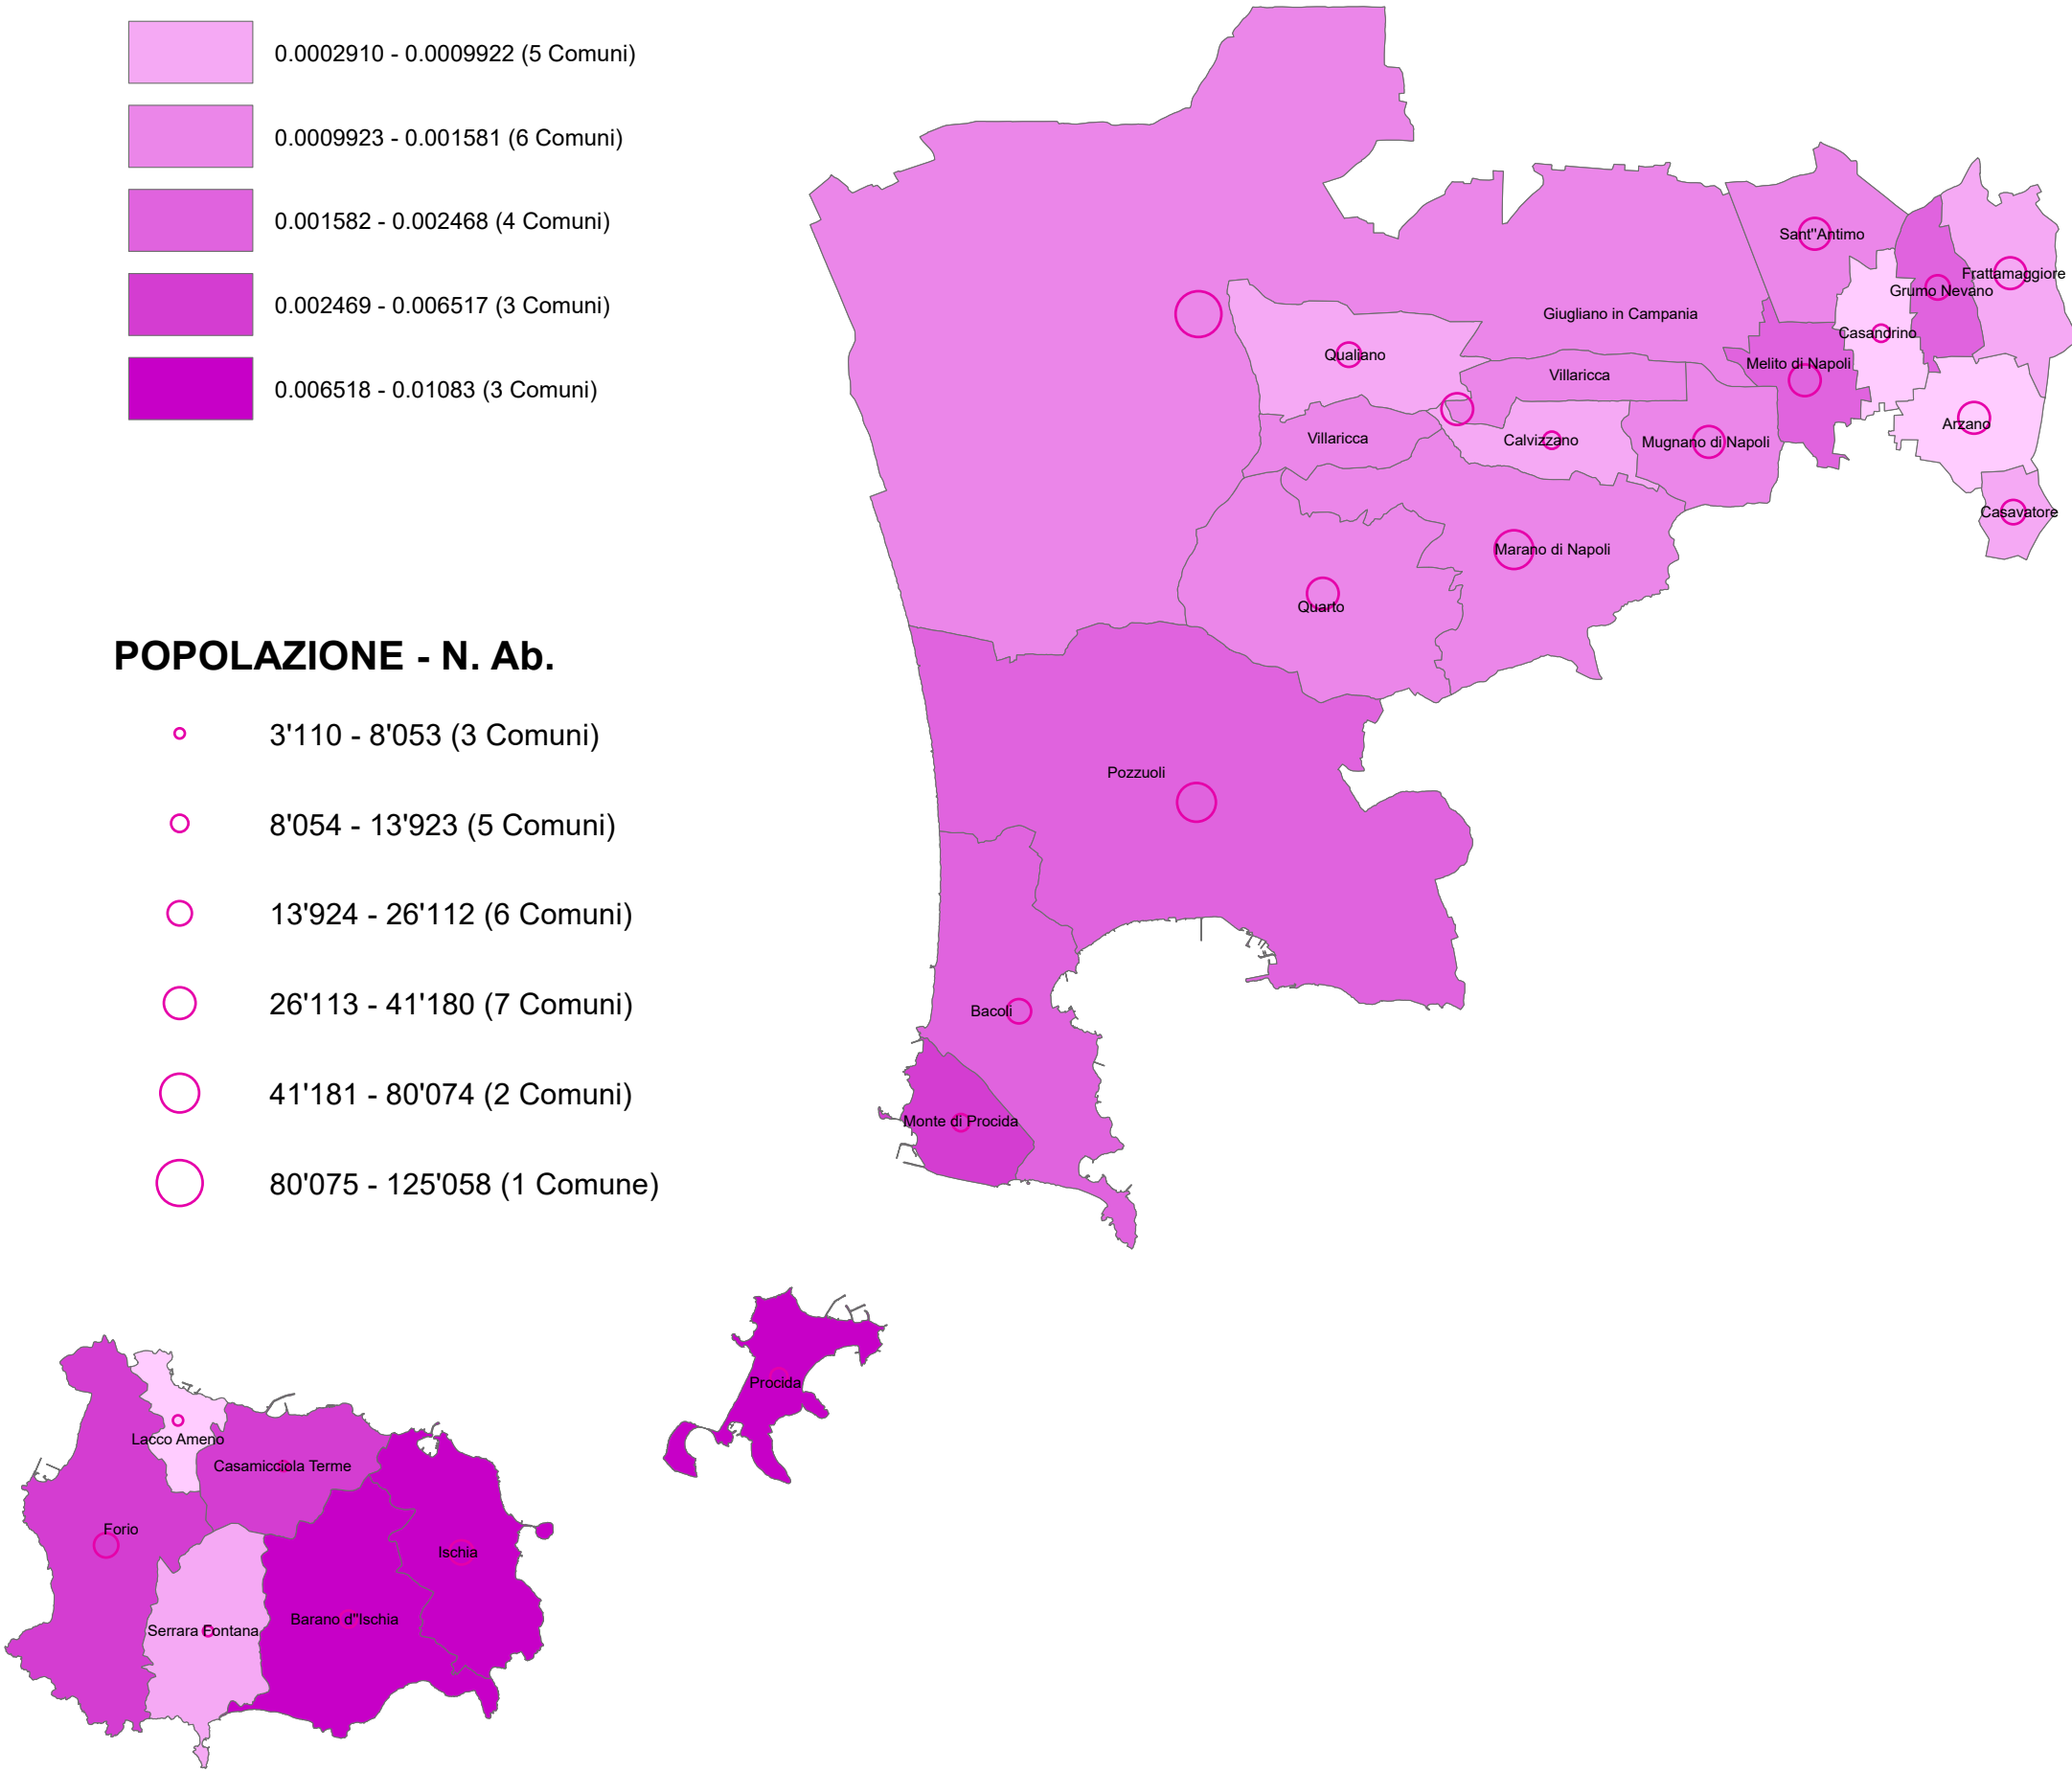 0.0002910 - 0.0009922 (5 Comuni)
0.0009923 - 0.001581 (6 Comuni)
0.001582 - 0.002468 (4 Comuni)
0.002469 - 0.006517 (3 Comuni)
0.006518 - 0.01083 (3 Comuni)
Sant"Antimo
Frattamaggiore
Grumo Nevano
Giugliano in Campania
Casandrino
Qualiano
Melito di Napoli
Villaricca
Arzano
Villaricca
Calvizzano
Mugnano di Napoli
Casavatore
Marano di Napoli
Quarto
POPOLAZIONE - N. Ab.
3'110 - 8'053 (3 Comuni)
8'054 - 13'923 (5 Comuni)
13'924 - 26'112 (6 Comuni)
26'113 - 41'180 (7 Comuni)
41'181 - 80'074 (2 Comuni)
80'075 - 125'058 (1 Comune)
Pozzuoli
Bacoli
Monte di Procida
Procida
Lacco Ameno
Casamicciola Terme
Forio
Ischia
Barano d"Ischia
Serrara Fontana